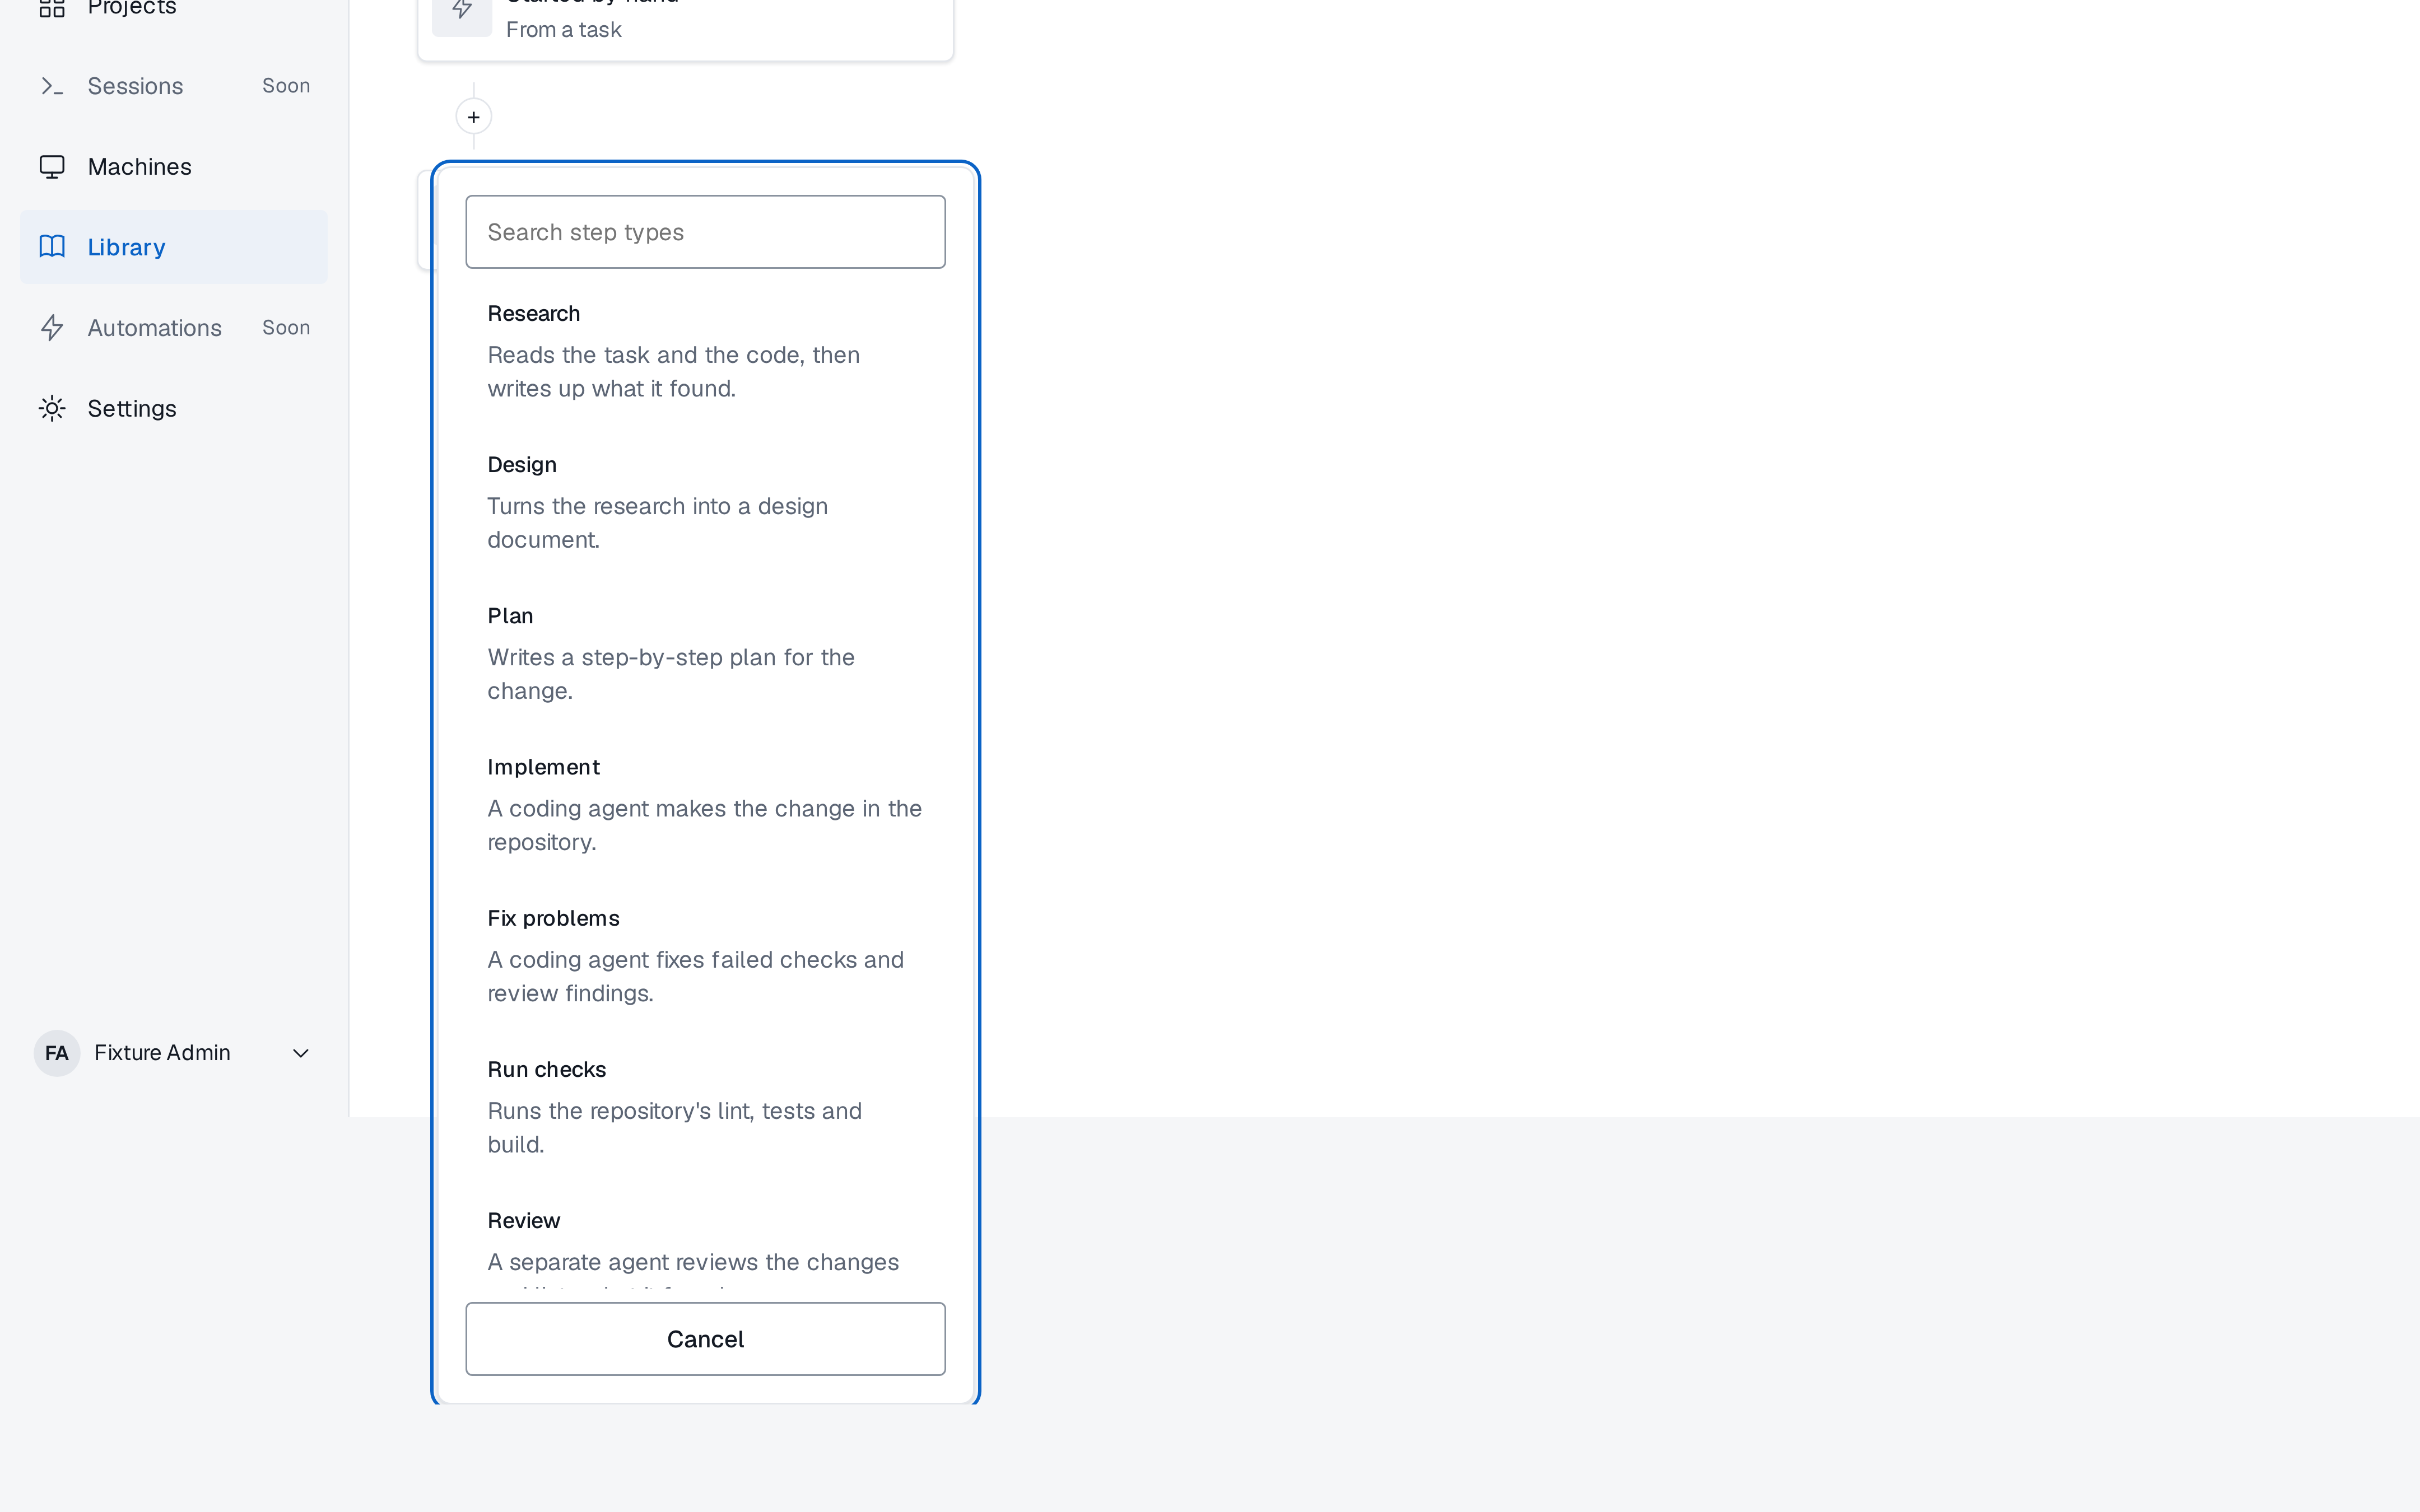 Projects
Sessions Soon
Machines
Library
Automations Soon
Settings
FA Fixture Admin
Started by hand
From a task
+
Search step types
Research
Reads the task and the code, then
writes up what it found.
Design
Turns the research into a design
document.
Plan
Writes a step-by-step plan for the
change.
Implement
A coding agent makes the change in the
repository.
Fix problems
A coding agent fixes failed checks and
review findings.
Run checks
Runs the repository's lint, tests and
build.
Review
A separate agent reviews the changes
Cancel